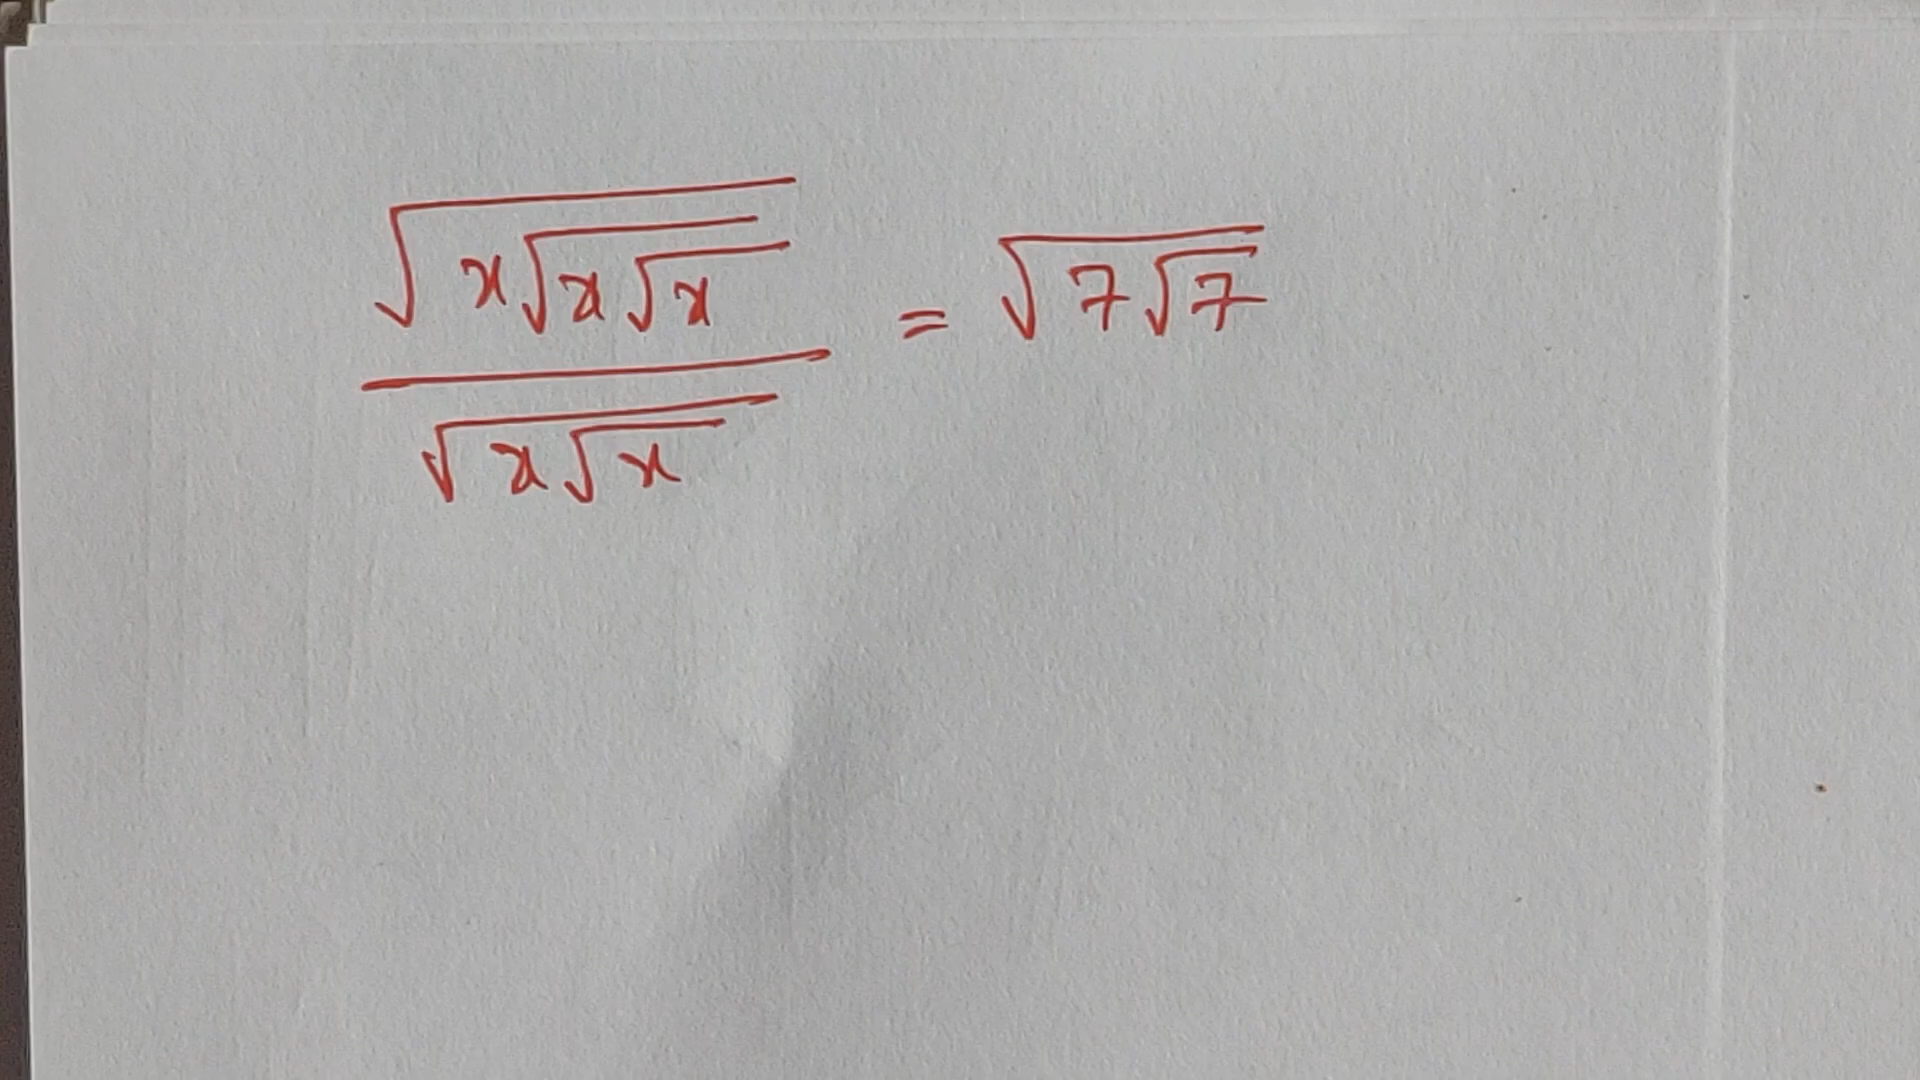 √(x√(x√x)) / √(x√x) = √(7√7)